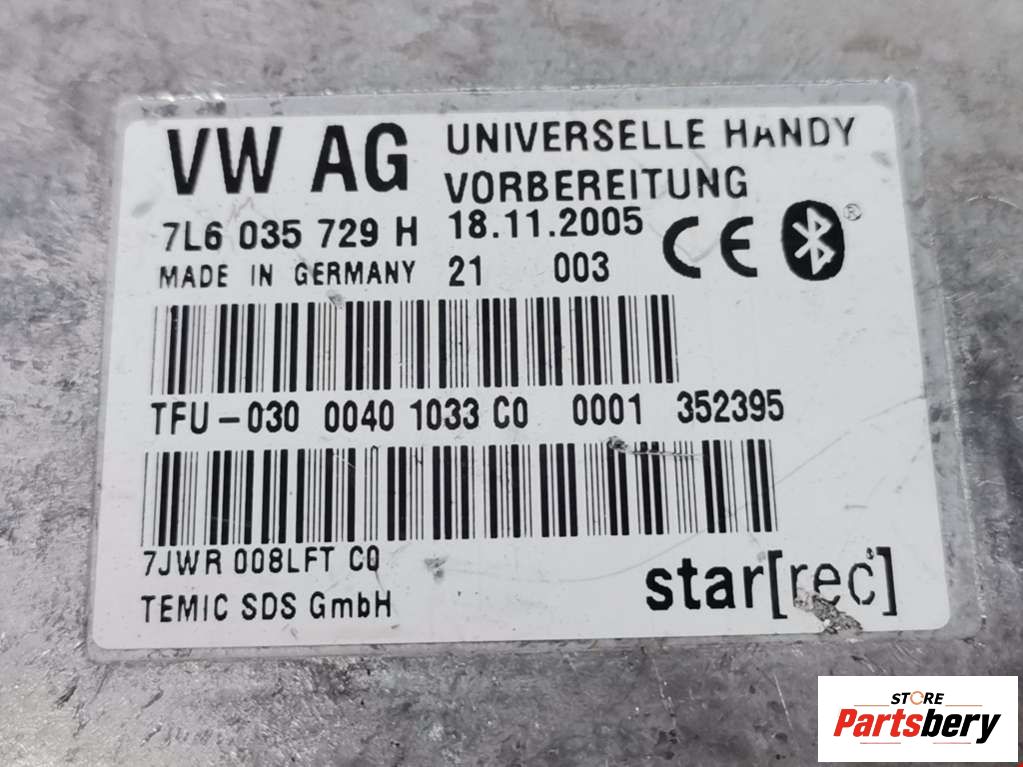 VW AG
UNIVERSELLE HANDY
VORBEREITUNG
7L6 035 729 H
18.11.2005
MADE IN GERMANY
21 003
CE
®
TFU-030 0040 1033 C0 0001 352395
7JWR 008LFT C0
TEMIC SDS GmbH
star[rec]
STORE
Partsbery